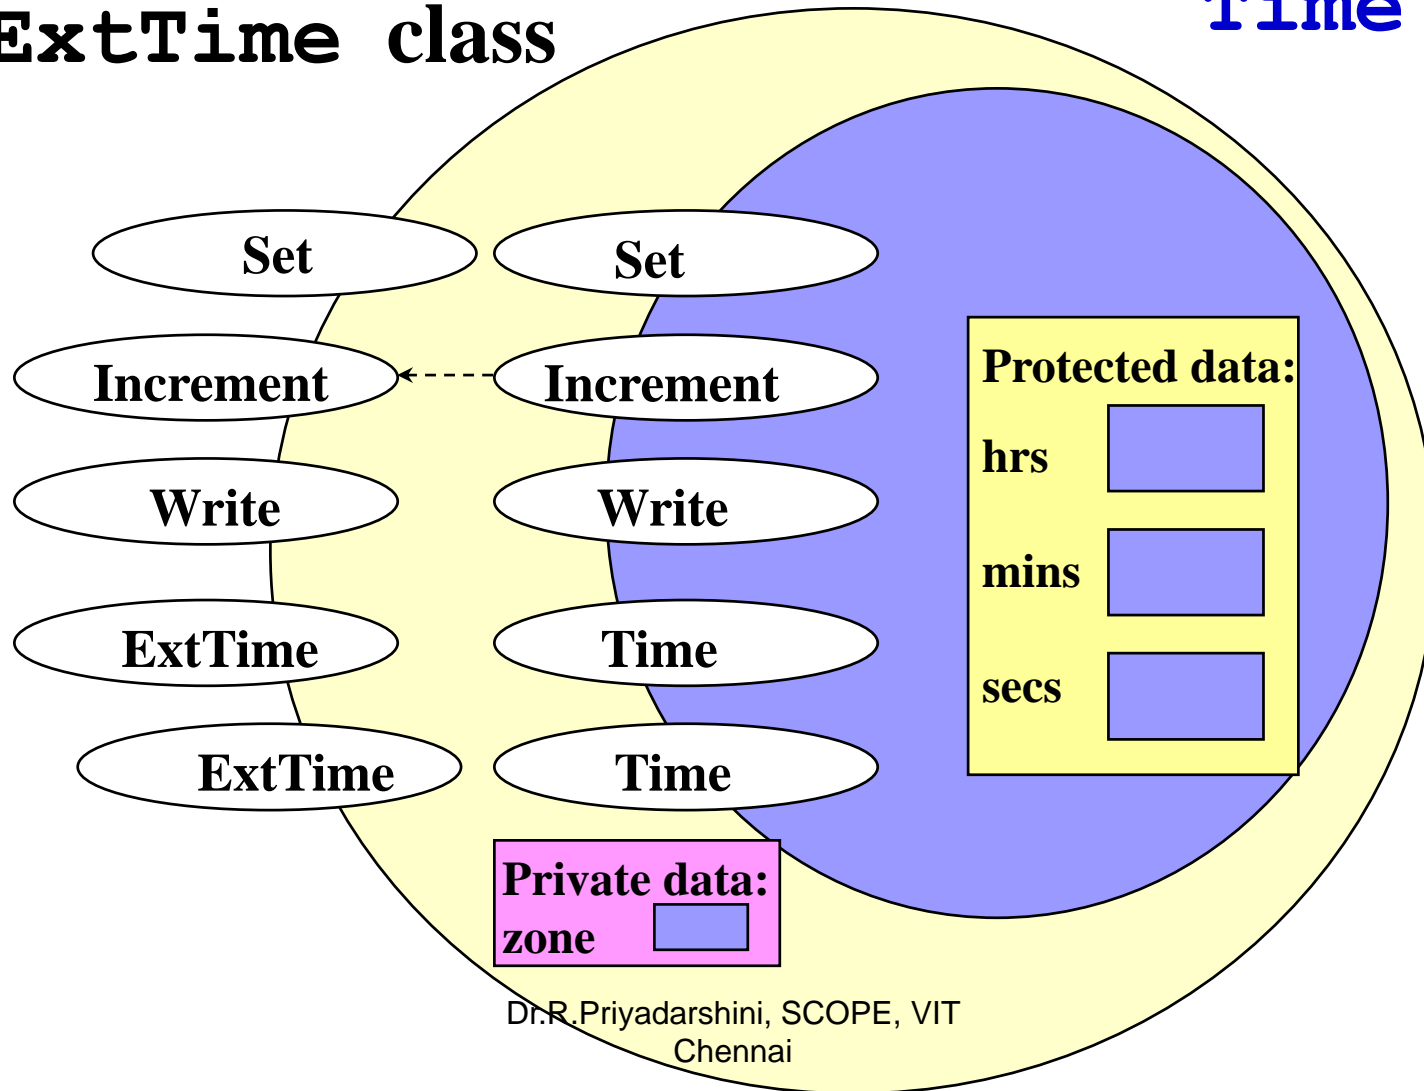 ExtTime class
Time
Set
Set
Increment
Increment
Write
Write
ExtTime
Time
ExtTime
Time
Protected data:
hrs
mins
secs
Private data:
zone
Dr.R.Priyadarshini, SCOPE, VIT
Chennai